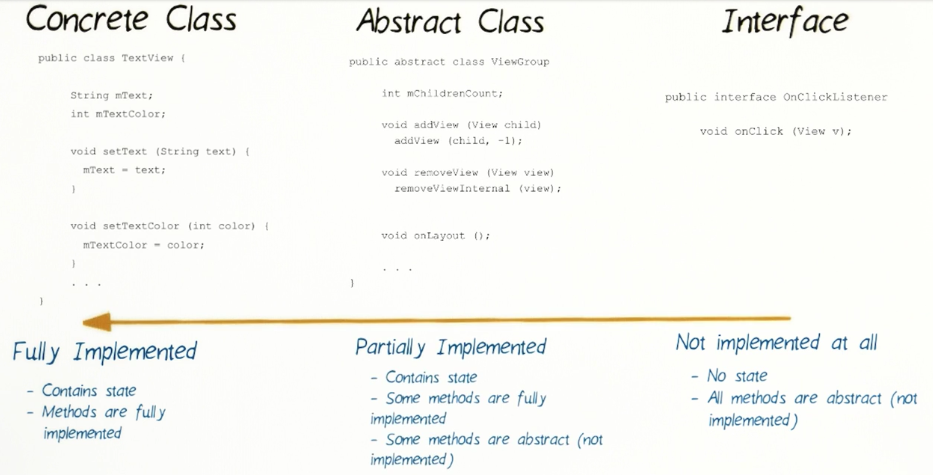 Concrete Class
public class TextView {
String mText;
int mTextColor;
void setText (String text) {
mText = text;
}
void setTextColor (int color) {
mTextColor = color;
}
. . .
}
Fully Implemented
- Contains state
- Methods are fully
implemented
Abstract Class
public abstract class ViewGroup
int mChildrenCount;
void addView (View child)
addView (child, -1);
void removeView (View view)
removeViewInternal (view);
void onLayout ();
. . .
}
Partially Implemented
- Contains state
- Some methods are fully
implemented
- Some methods are abstract (not
implemented)
Interface
public interface OnClickListener
void onClick (View v);
Not implemented at all
- No state
- All methods are abstract (not
implemented)